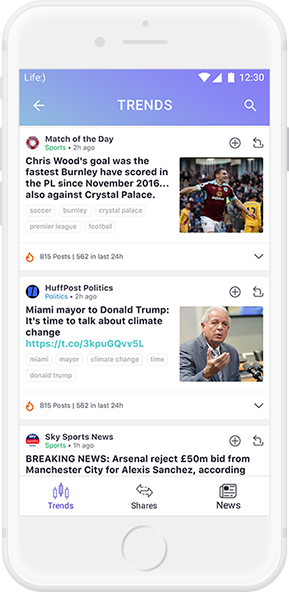 Life:) 12:30
TRENDS
Match of the Day
Sports • 2h ago
Chris Wood's goal was the
fastest Burnley have scored in
the PL since November 2016...
also against Crystal Palace.
soccer burnley crystal palace
premier league football
815 Posts | 562 in last 24h
HuffPost Politics
Politics • 2h ago
Miami mayor to Donald Trump:
It's time to talk about climate
change
https://t.co/3kpuGQvv5L
miami mayor climate change time
donald trump
815 Posts | 562 in last 24h
Sky Sports News
Sports • 1h ago
BREAKING NEWS: Arsenal reject £50m bid from
Manchester City for Alexis Sanchez, according
Trends Shares News